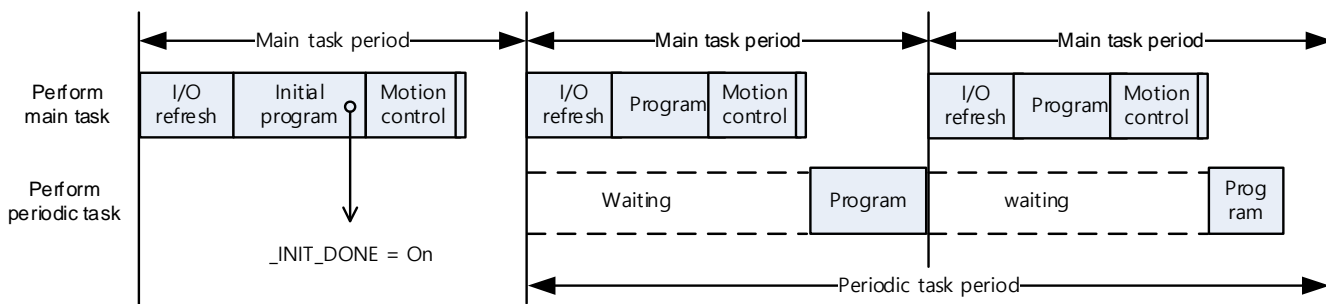 Main task period
Main task period
Main task period
Perform
main task
I/O
refresh
Initial
program
Motion
control
I/O
refresh
Program
Motion
control
I/O
refresh
Program
Motion
control
Perform
periodic task
Waiting
Program
waiting
Prog
ram
_INIT_DONE = On
Periodic task period